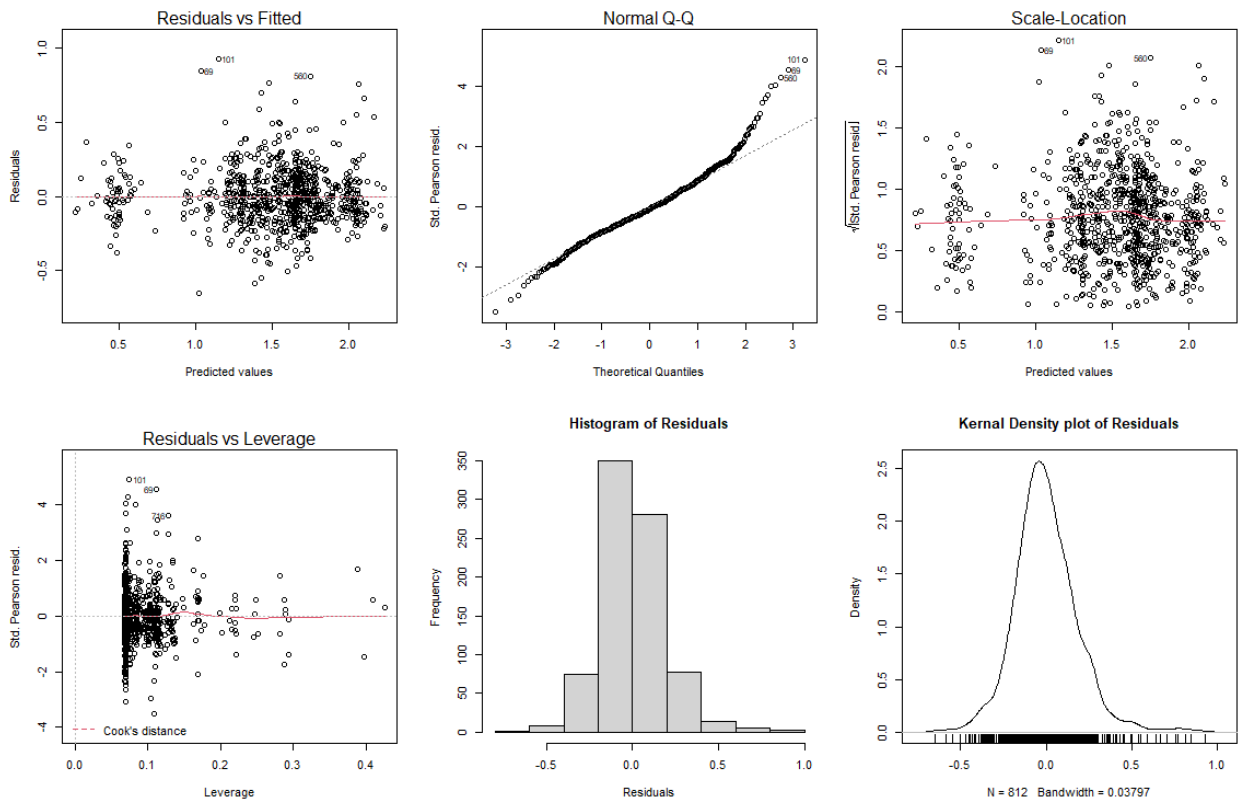 Residuals vs Fitted
Residuals
1.0
0.5
0.0
-0.5
101
69
560
0.5 1.0 1.5 2.0
Predicted values
Normal Q-Q
Std. Pearson resid.
4
2
0
-2
101
69
560
-3 -2 -1 0 1 2 3
Theoretical Quantiles
Scale-Location
√|Std. Pearson resid.|
2.0
1.5
1.0
0.5
0.0
101
69
560
0.5 1.0 1.5 2.0
Predicted values
Residuals vs Leverage
Std. Pearson resid.
4
2
0
-2
-4
101
69
716
Cook's distance
0.0 0.1 0.2 0.3 0.4
Leverage
Histogram of Residuals
Frequency
350
300
250
200
150
100
50
0
-0.5 0.0 0.5 1.0
Residuals
Kernal Density plot of Residuals
Density
2.5
2.0
1.5
1.0
0.5
0.0
-0.5 0.0 0.5 1.0
N = 812 Bandwidth = 0.03797